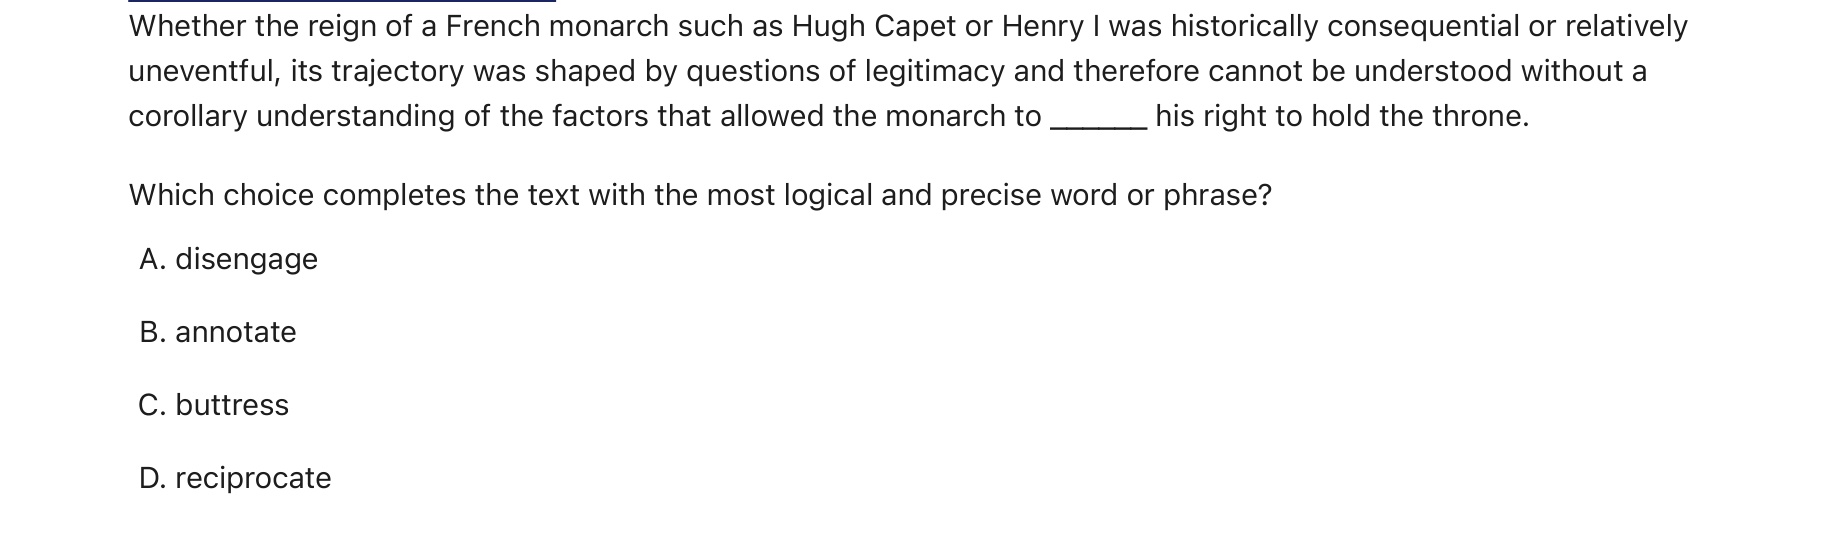 Whether the reign of a French monarch such as Hugh Capet or Henry I was historically consequential or relatively
uneventful, its trajectory was shaped by questions of legitimacy and therefore cannot be understood without a
corollary understanding of the factors that allowed the monarch to ______ his right to hold the throne.
Which choice completes the text with the most logical and precise word or phrase?
A. disengage
B. annotate
C. buttress
D. reciprocate